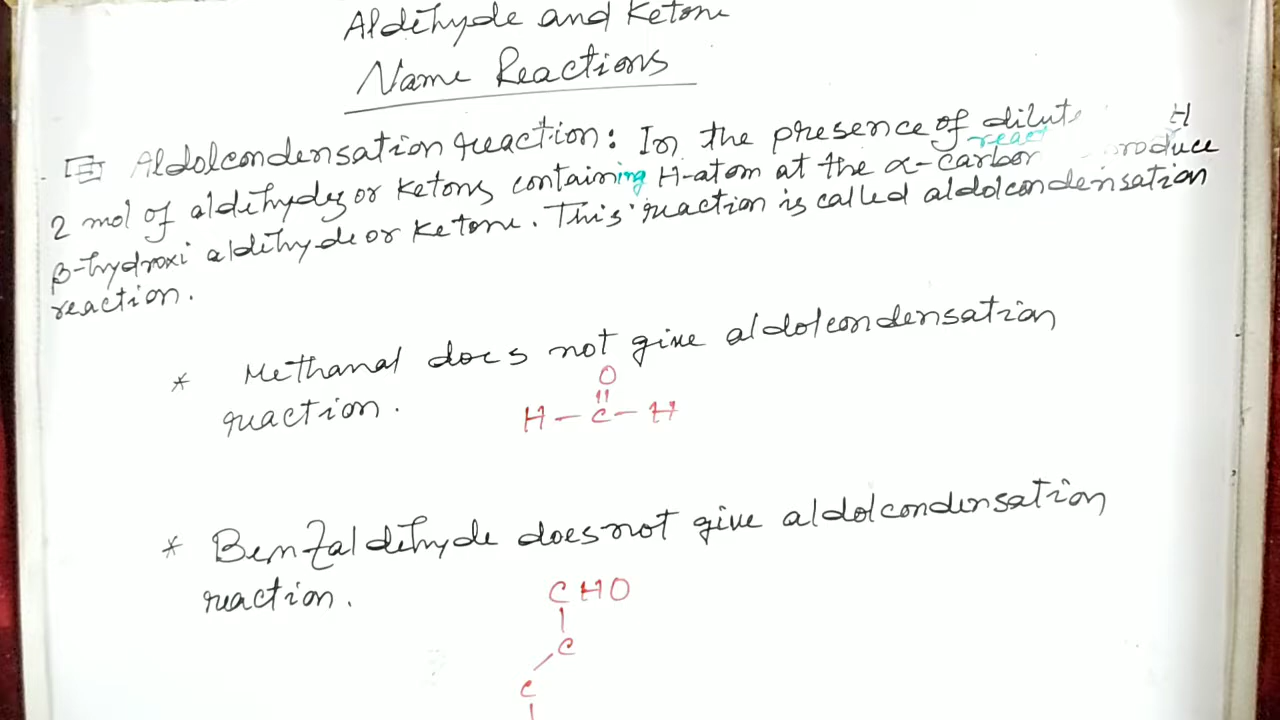 Aldehyde and Ketone
Name Reactions
Aldolcondensation reaction: In the presence of dilute H
react
2 mol of aldehydes or Ketons containing H-atom at the α-carbon roduce
β-hydroxi aldehyde or Ketone. This reaction is called aldolcondensation
reaction.
* Methanal does not give aldolcondensation
reaction.
O
H - C - H
* Benzaldehyde does not give aldolcondensation
reaction.
CHO
C
C